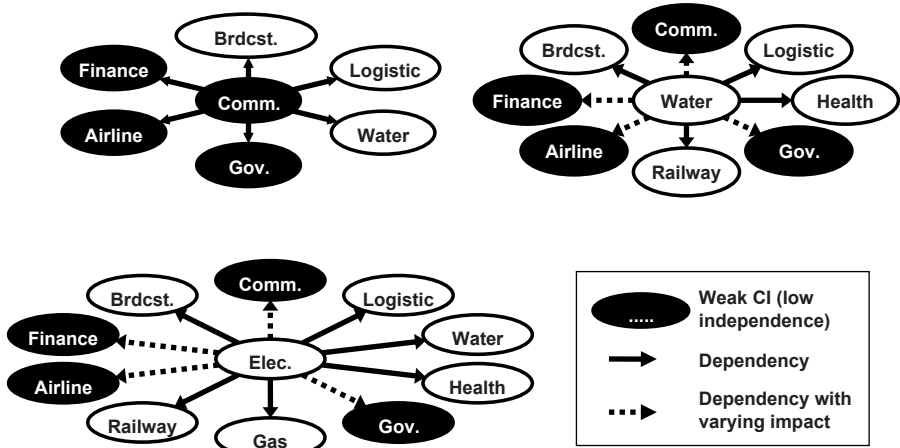 Brdcst.
Finance
Logistic
Comm.
Airline
Water
Gov.
Comm.
Brdcst.
Logistic
Finance
Water
Health
Airline
Gov.
Railway
Comm.
Brdcst.
Logistic
Finance
Water
Elec.
Airline
Health
Railway
Gov.
Gas
.....
Weak CI (low
independence)
Dependency
Dependency with
varying impact